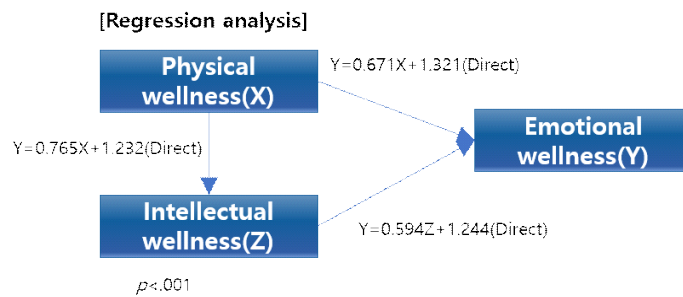 [Regression analysis]
Physical
wellness(X)
Y=0.671X+1.321(Direct)
Emotional
wellness(Y)
Y=0.765X+1.232(Direct)
Intellectual
wellness(Z)
Y=0.594Z+1.244(Direct)
p<.001